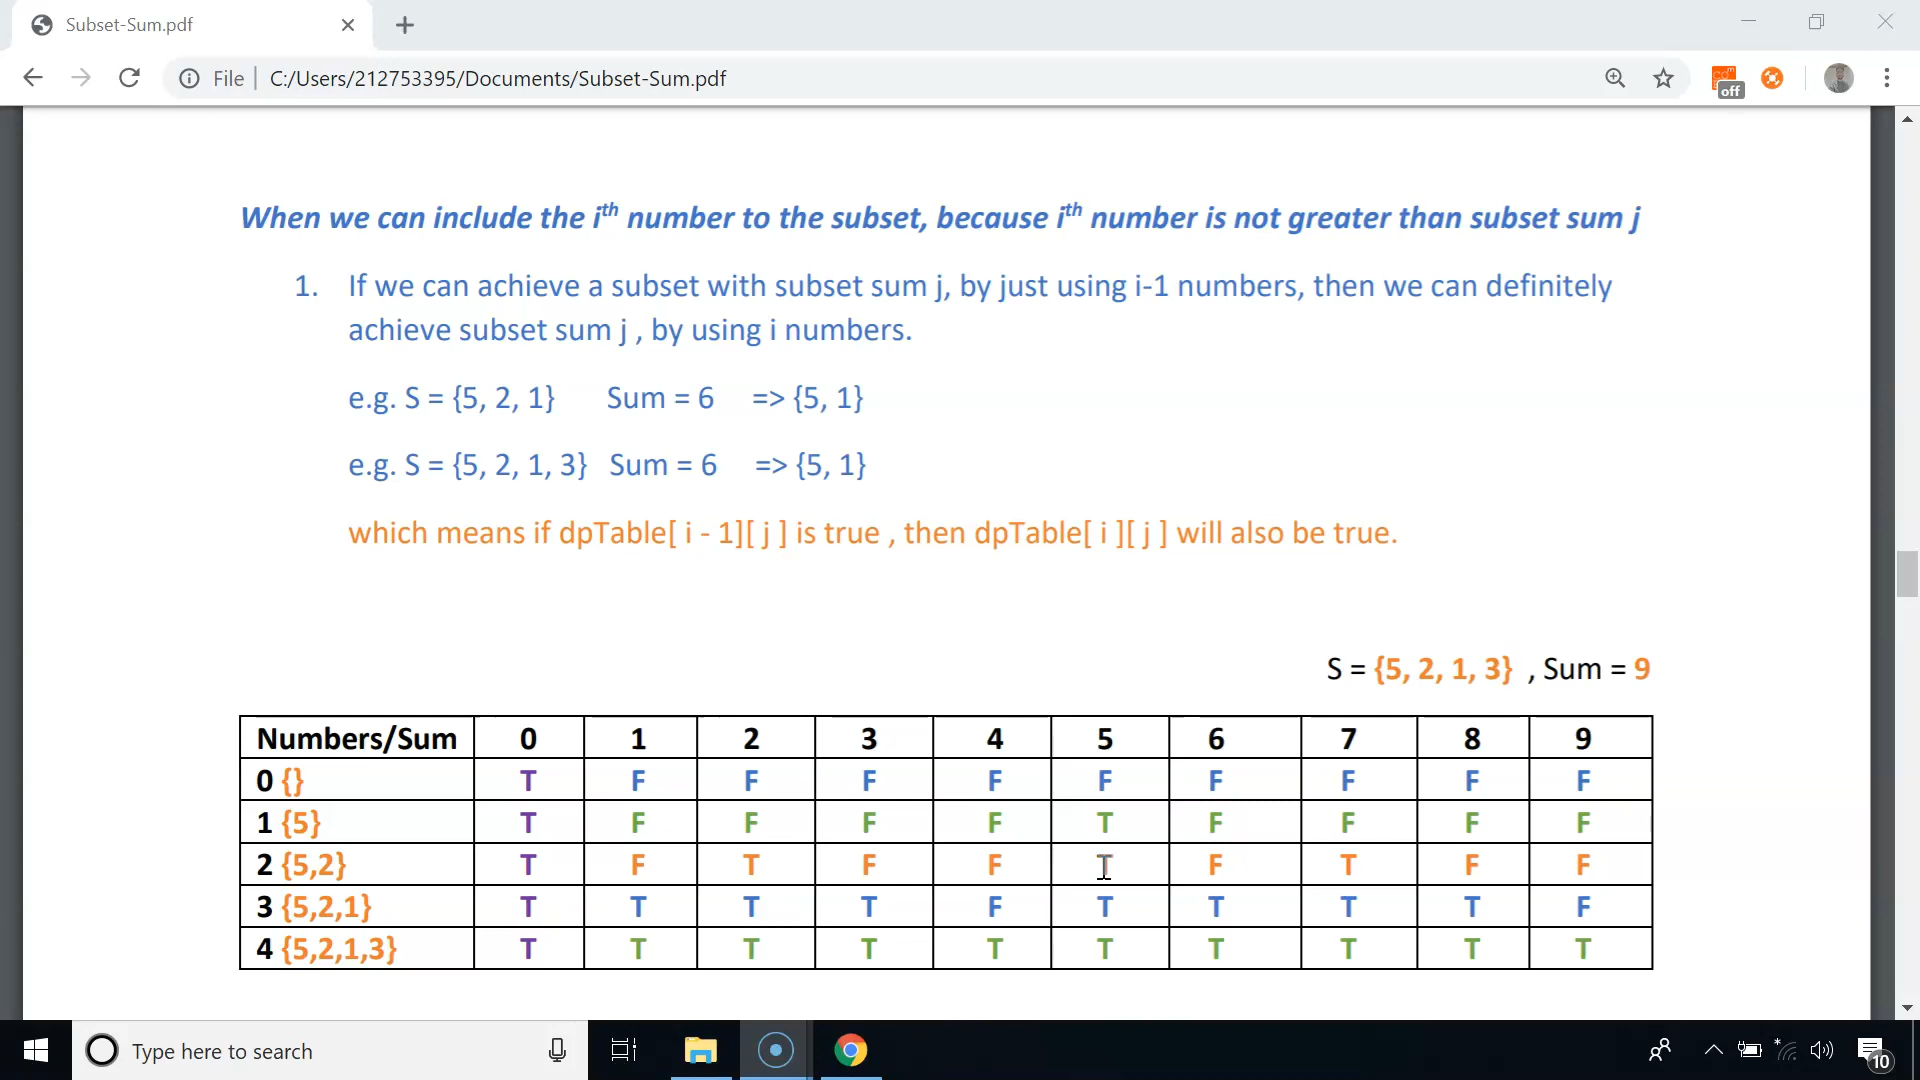 Subset-Sum.pdf
File
C:/Users/212753395/Documents/Subset-Sum.pdf
off
When we can include the ith number to the subset, because ith number is not greater than subset sum j
1. If we can achieve a subset with subset sum j, by just using i-1 numbers, then we can definitely
achieve subset sum j , by using i numbers.
e.g. S = {5, 2, 1} Sum = 6 => {5, 1}
e.g. S = {5, 2, 1, 3} Sum = 6 => {5, 1}
which means if dpTable[ i - 1][ j ] is true , then dpTable[ i ][ j ] will also be true.
S = {5, 2, 1, 3} , Sum = 9
Numbers/Sum 0 1 2 3 4 5 6 7 8 9
0 {} T F F F F F F F F F
1 {5} T F F F F T F F F F
2 {5,2} T F T F F T F T F F
3 {5,2,1} T T T T F T T T T F
4 {5,2,1,3} T T T T T T T T T T
Type here to search
10